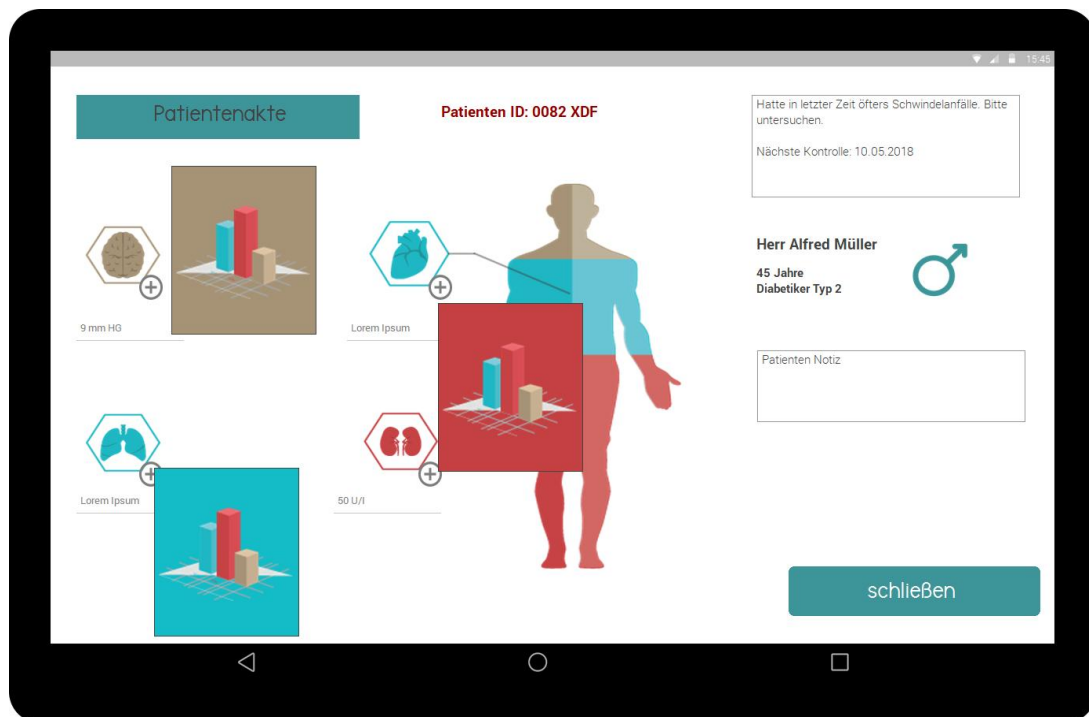 15:45
Patientenakte
Patienten ID: 0082 XDF
Hatte in letzter Zeit öfters Schwindelanfälle. Bitte
untersuchen.
Nächste Kontrolle: 10.05.2018
Herr Alfred Müller
45 Jahre
Diabetiker Typ 2
9 mm HG
Lorem Ipsum
Patienten Notiz
Lorem Ipsum
50 U/l
schließen